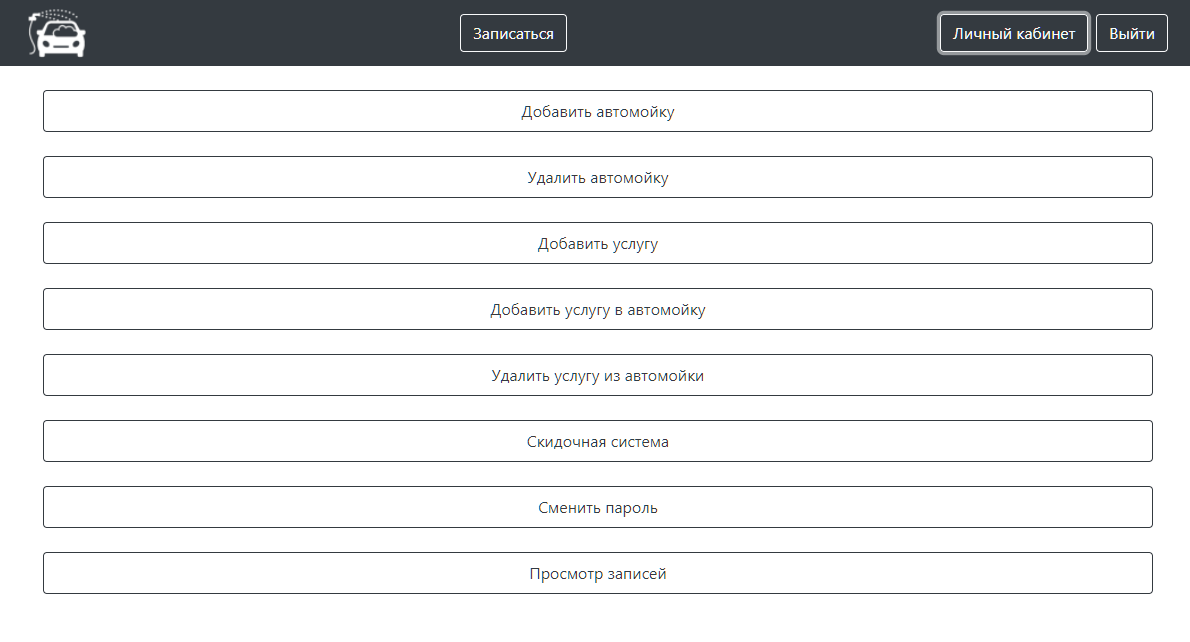 Записаться
Личный кабинет
Выйти
Добавить автомойку
Удалить автомойку
Добавить услугу
Добавить услугу в автомойку
Удалить услугу из автомойки
Скидочная система
Сменить пароль
Просмотр записей